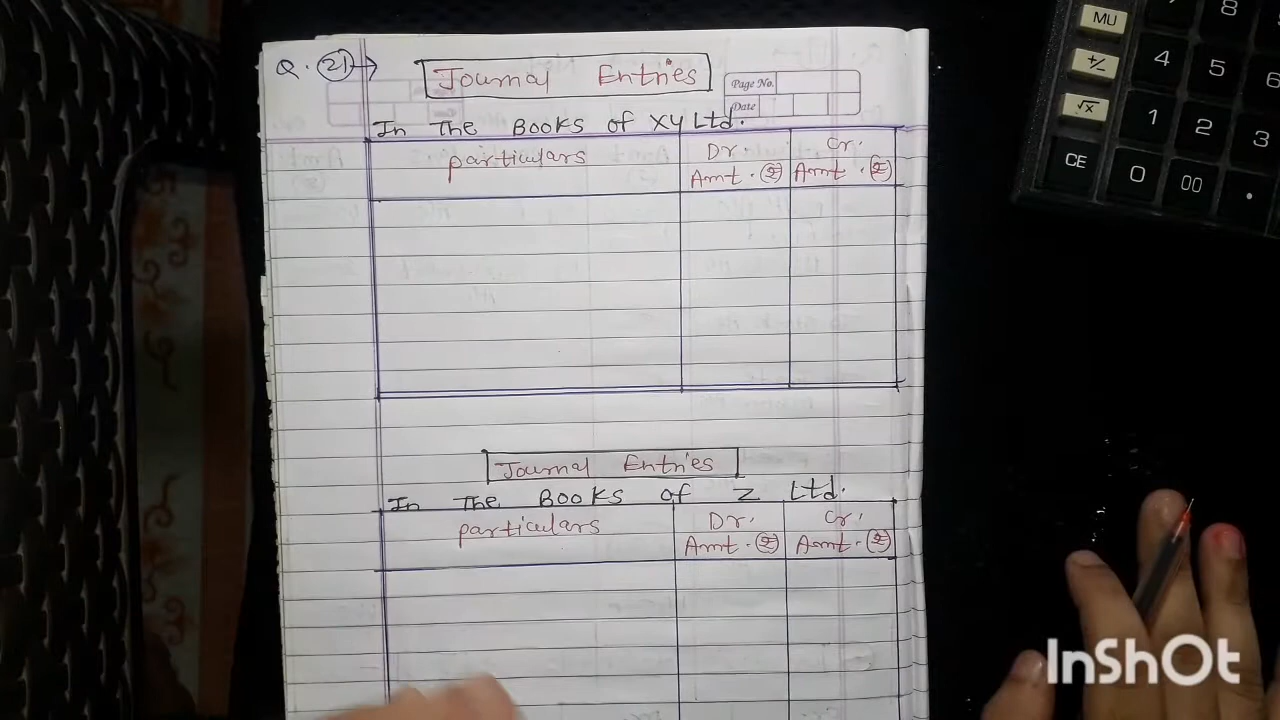 Q. 21 →
Journal Entries
Page No.
Date
In The Books of XY Ltd.
particulars
Dr.
Amt. (₹)
Cr.
Amt. (₹)
Journal Entries
In The Books of Z Ltd.
particulars
Dr.
Amt. (₹)
Cr.
Amt. (₹)
MU
8
+/-
4
5
6
√x
1
2
3
CE
0
00
.
InShOt